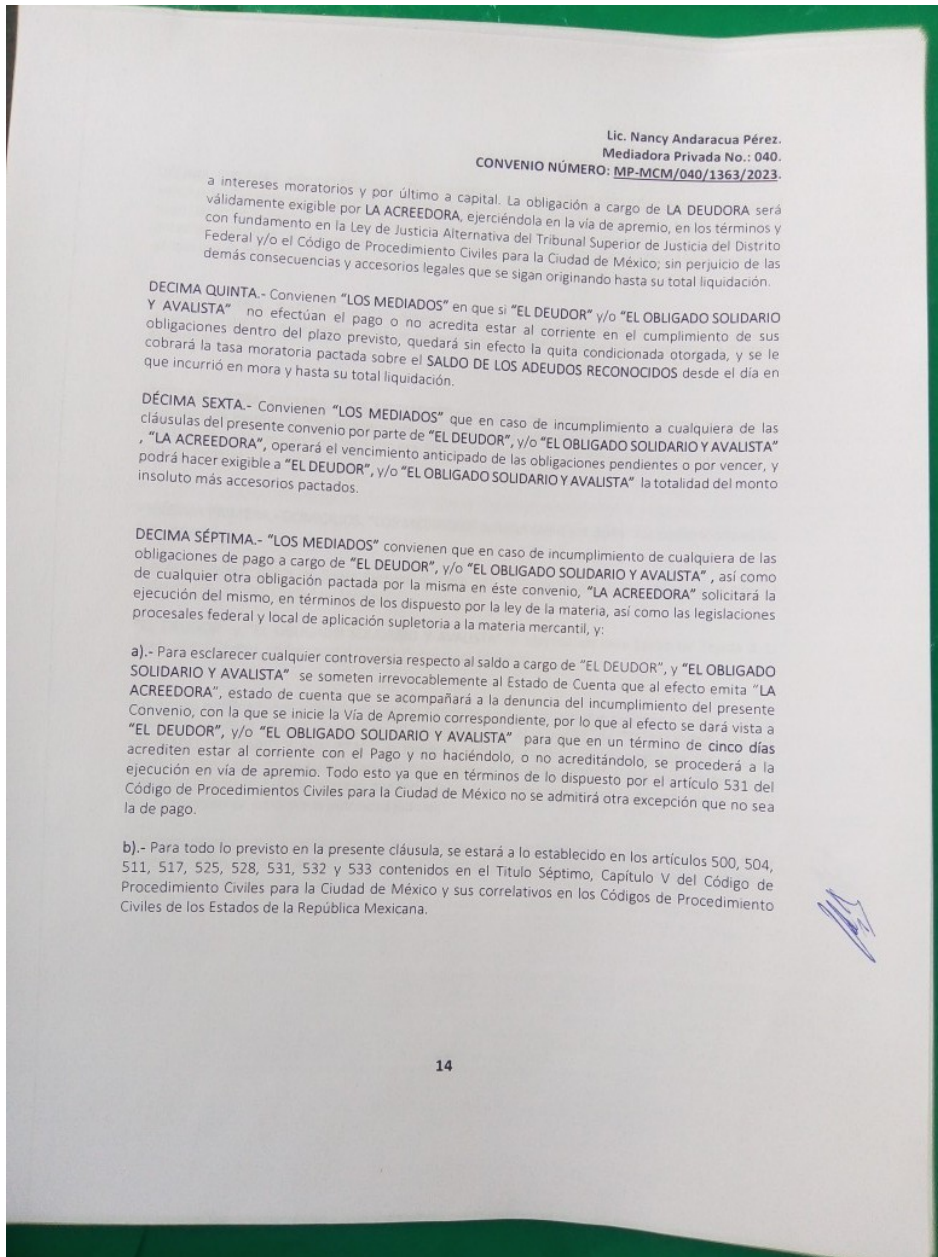 Lic. Nancy Andaracua Pérez.
Mediadora Privada No.: 040.
CONVENIO NÚMERO: MP-MCM/040/1363/2023.
a intereses moratorios y por último a capital. La obligación a cargo de LA DEUDORA será
válidamente exigible por LA ACREEDORA, ejerciéndola en la vía de apremio, en los términos y
con fundamento en la Ley de Justicia Alternativa del Tribunal Superior de Justicia del Distrito
Federal y/o el Código de Procedimiento Civiles para la Ciudad de México; sin perjuicio de las
demás consecuencias y accesorios legales que se sigan originando hasta su total liquidación.
DECIMA QUINTA.- Convienen “LOS MEDIADOS” en que si “EL DEUDOR” y/o “EL OBLIGADO SOLIDARIO
Y AVALISTA” no efectúan el pago o no acredita estar al corriente en el cumplimiento de sus
obligaciones dentro del plazo previsto, quedará sin efecto la quita condicionada otorgada, y se le
cobrará la tasa moratoria pactada sobre el SALDO DE LOS ADEUDOS RECONOCIDOS desde el día en
que incurrió en mora y hasta su total liquidación.
DÉCIMA SEXTA.- Convienen “LOS MEDIADOS” que en caso de incumplimiento a cualquiera de las
cláusulas del presente convenio por parte de “EL DEUDOR”, y/o “EL OBLIGADO SOLIDARIO Y AVALISTA”
, “LA ACREEDORA”, operará el vencimiento anticipado de las obligaciones pendientes o por vencer, y
podrá hacer exigible a “EL DEUDOR”, y/o “EL OBLIGADO SOLIDARIO Y AVALISTA” la totalidad del monto
insoluto más accesorios pactados.
DECIMA SÉPTIMA.- “LOS MEDIADOS” convienen que en caso de incumplimiento de cualquiera de las
obligaciones de pago a cargo de “EL DEUDOR”, y/o “EL OBLIGADO SOLIDARIO Y AVALISTA” , así como
de cualquier otra obligación pactada por la misma en éste convenio, “LA ACREEDORA” solicitará la
ejecución del mismo, en términos de los dispuesto por la ley de la materia, así como las legislaciones
procesales federal y local de aplicación supletoria a la materia mercantil, y:
a).- Para esclarecer cualquier controversia respecto al saldo a cargo de “EL DEUDOR”, y “EL OBLIGADO
SOLIDARIO Y AVALISTA” se someten irrevocablemente al Estado de Cuenta que al efecto emita “LA
ACREEDORA”, estado de cuenta que se acompañará a la denuncia del incumplimiento del presente
Convenio, con la que se inicie la Vía de Apremio correspondiente, por lo que al efecto se dará vista a
“EL DEUDOR”, y/o “EL OBLIGADO SOLIDARIO Y AVALISTA” para que en un término de cinco días
acrediten estar al corriente con el Pago y no haciéndolo, o no acreditándolo, se procederá a la
ejecución en vía de apremio. Todo esto ya que en términos de lo dispuesto por el artículo 531 del
Código de Procedimientos Civiles para la Ciudad de México no se admitirá otra excepción que no sea
la de pago.
b).- Para todo lo previsto en la presente cláusula, se estará a lo establecido en los artículos 500, 504,
511, 517, 525, 528, 531, 532 y 533 contenidos en el Titulo Séptimo, Capítulo V del Código de
Procedimiento Civiles para la Ciudad de México y sus correlativos en los Códigos de Procedimiento
Civiles de los Estados de la República Mexicana.
14